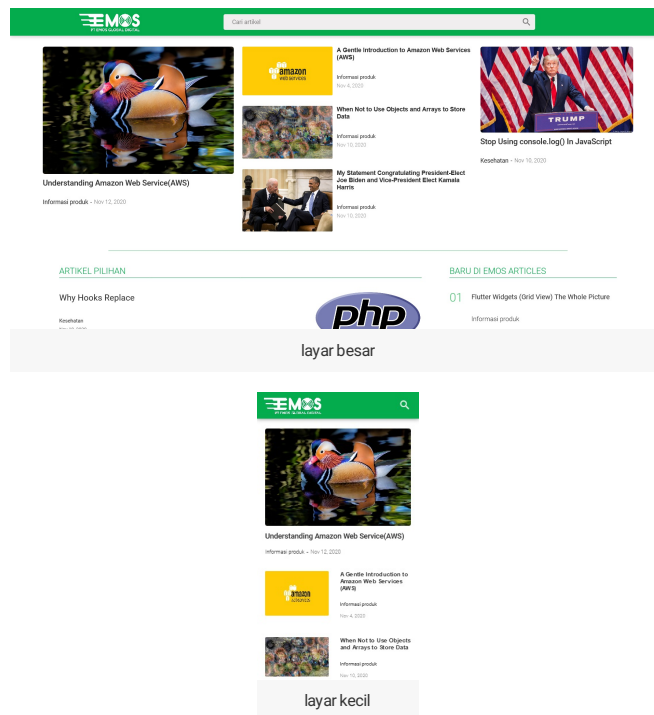 EMOS
PT EMOS GLOBAL DIGITAL
Cari artikel
Understanding Amazon Web Service(AWS)
Informasi produk - Nov 12, 2020
amazon
web services
A Gentle Introduction to Amazon Web Services
(AWS)
Informasi produk
Nov 4, 2020
When Not to Use Objects and Arrays to Store
Data
Informasi produk
Nov 10, 2020
My Statement Congratulating President-Elect
Joe Biden and Vice-President Elect Kamala
Harris
Informasi produk
Nov 10, 2020
TRUMP
Stop Using console.log() In JavaScript
Kesehatan - Nov 10, 2020
ARTIKEL PILIHAN
Why Hooks Replace
Kesehatan
php
BARU DI EMOS ARTICLES
01 Flutter Widgets (Grid View) The Whole Picture
Informasi produk
layar besar
EMOS
PT EMOS GLOBAL DIGITAL
Understanding Amazon Web Service(AWS)
Informasi produk - Nov 12, 2020
amazon
web services
A Gentle Introduction to
Amazon Web Services
(AWS)
Informasi produk
Nov 4, 2020
When Not to Use Objects
and Arrays to Store Data
Informasi produk
Nov 10, 2020
layar kecil